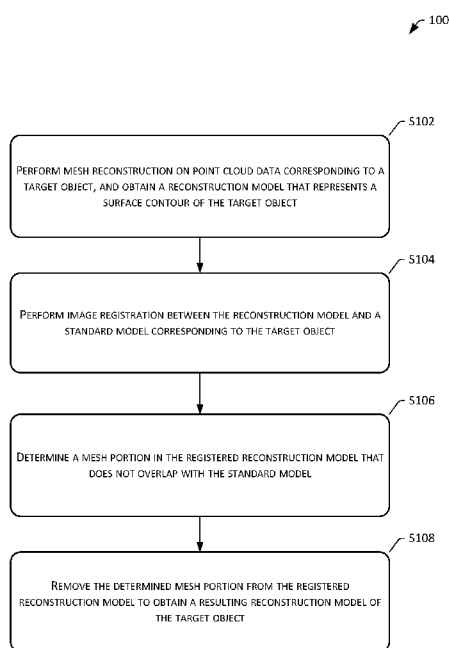 100
S102
PERFORM MESH RECONSTRUCTION ON POINT CLOUD DATA CORRESPONDING TO A
TARGET OBJECT, AND OBTAIN A RECONSTRUCTION MODEL THAT REPRESENTS A
SURFACE CONTOUR OF THE TARGET OBJECT
S104
PERFORM IMAGE REGISTRATION BETWEEN THE RECONSTRUCTION MODEL AND A
STANDARD MODEL CORRESPONDING TO THE TARGET OBJECT
S106
DETERMINE A MESH PORTION IN THE REGISTERED RECONSTRUCTION MODEL THAT
DOES NOT OVERLAP WITH THE STANDARD MODEL
S108
REMOVE THE DETERMINED MESH PORTION FROM THE REGISTERED
RECONSTRUCTION MODEL TO OBTAIN A RESULTING RECONSTRUCTION MODEL OF
THE TARGET OBJECT